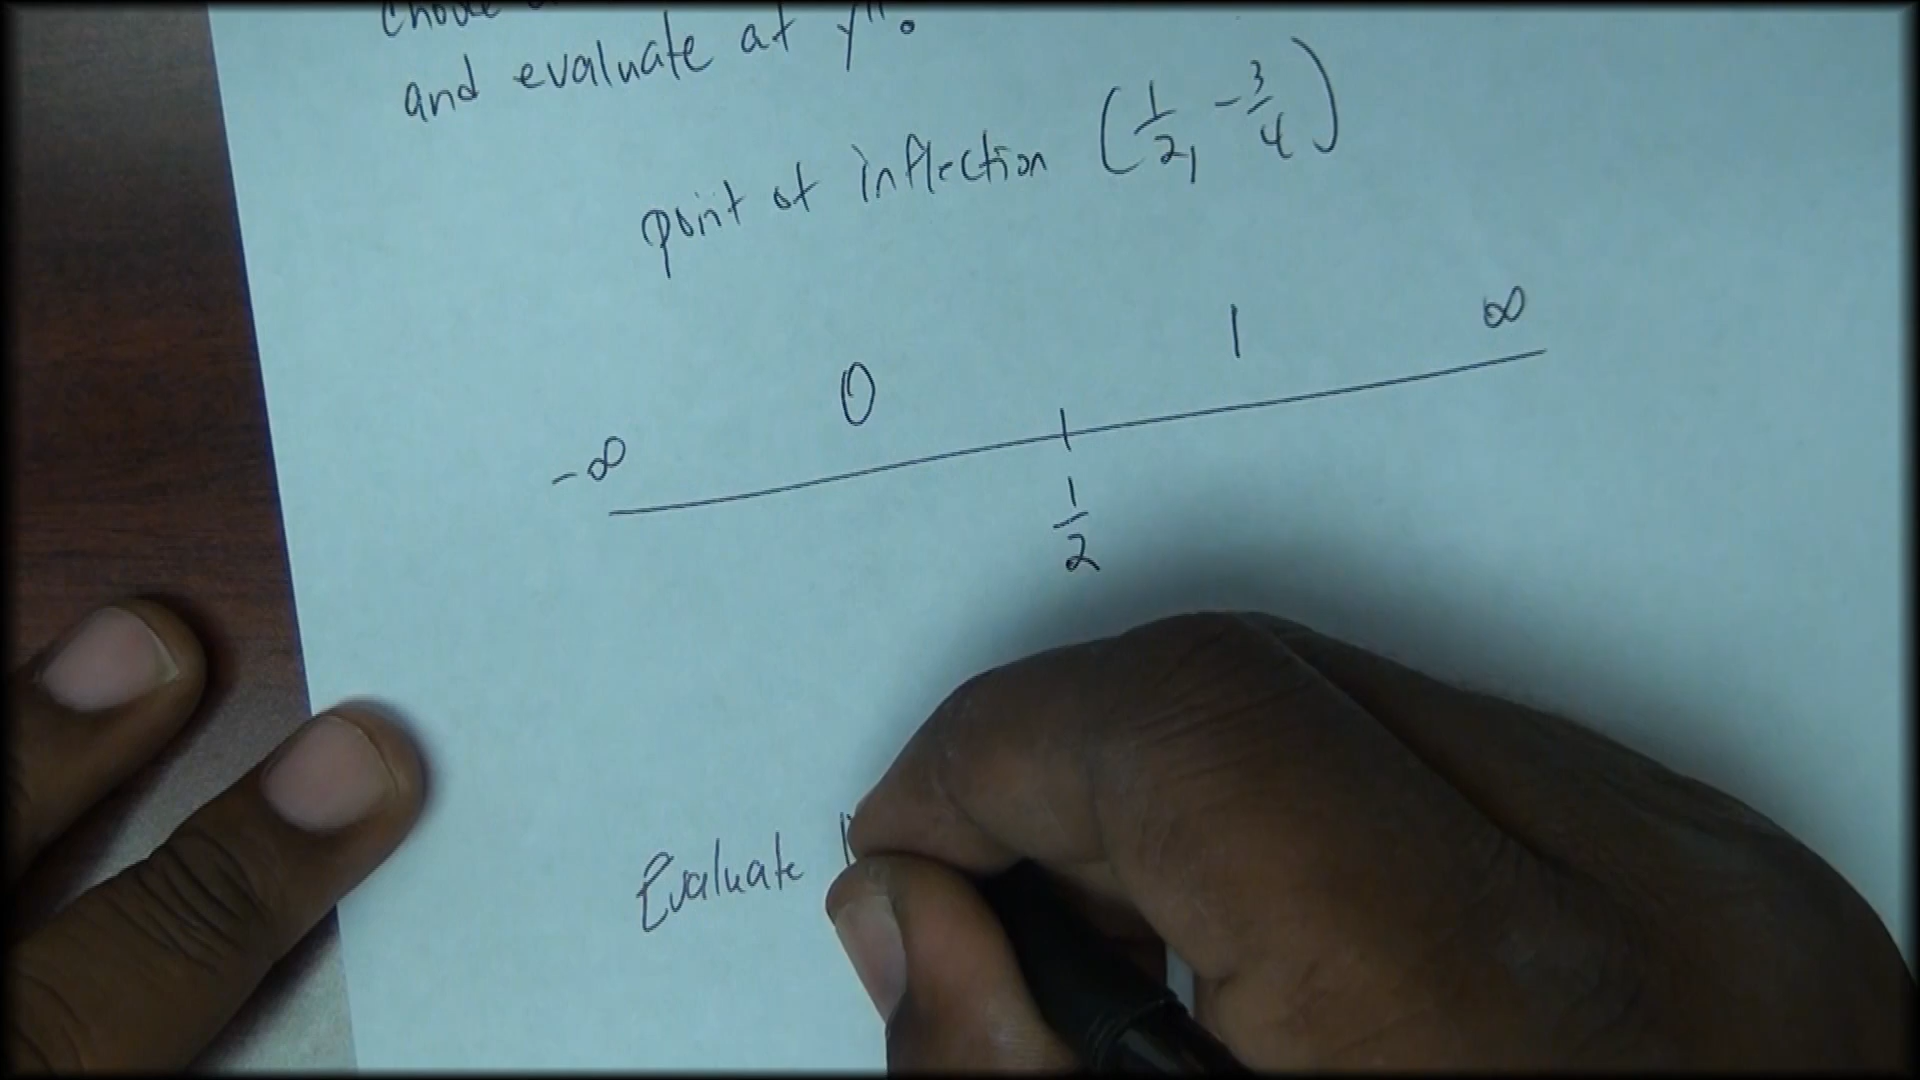 and evaluate at y".
point of inflection (1/2, -3/4)
-∞ 0 1 ∞
1/2
Evaluate